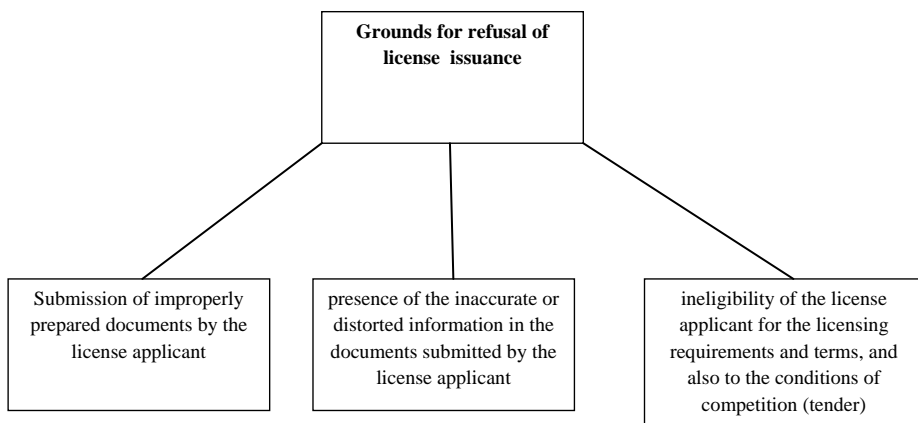 Grounds for refusal of
license issuance
Submission of improperly
prepared documents by the
license applicant
presence of the inaccurate or
distorted information in the
documents submitted by the
license applicant
ineligibility of the license
applicant for the licensing
requirements and terms, and
also to the conditions of
competition (tender)